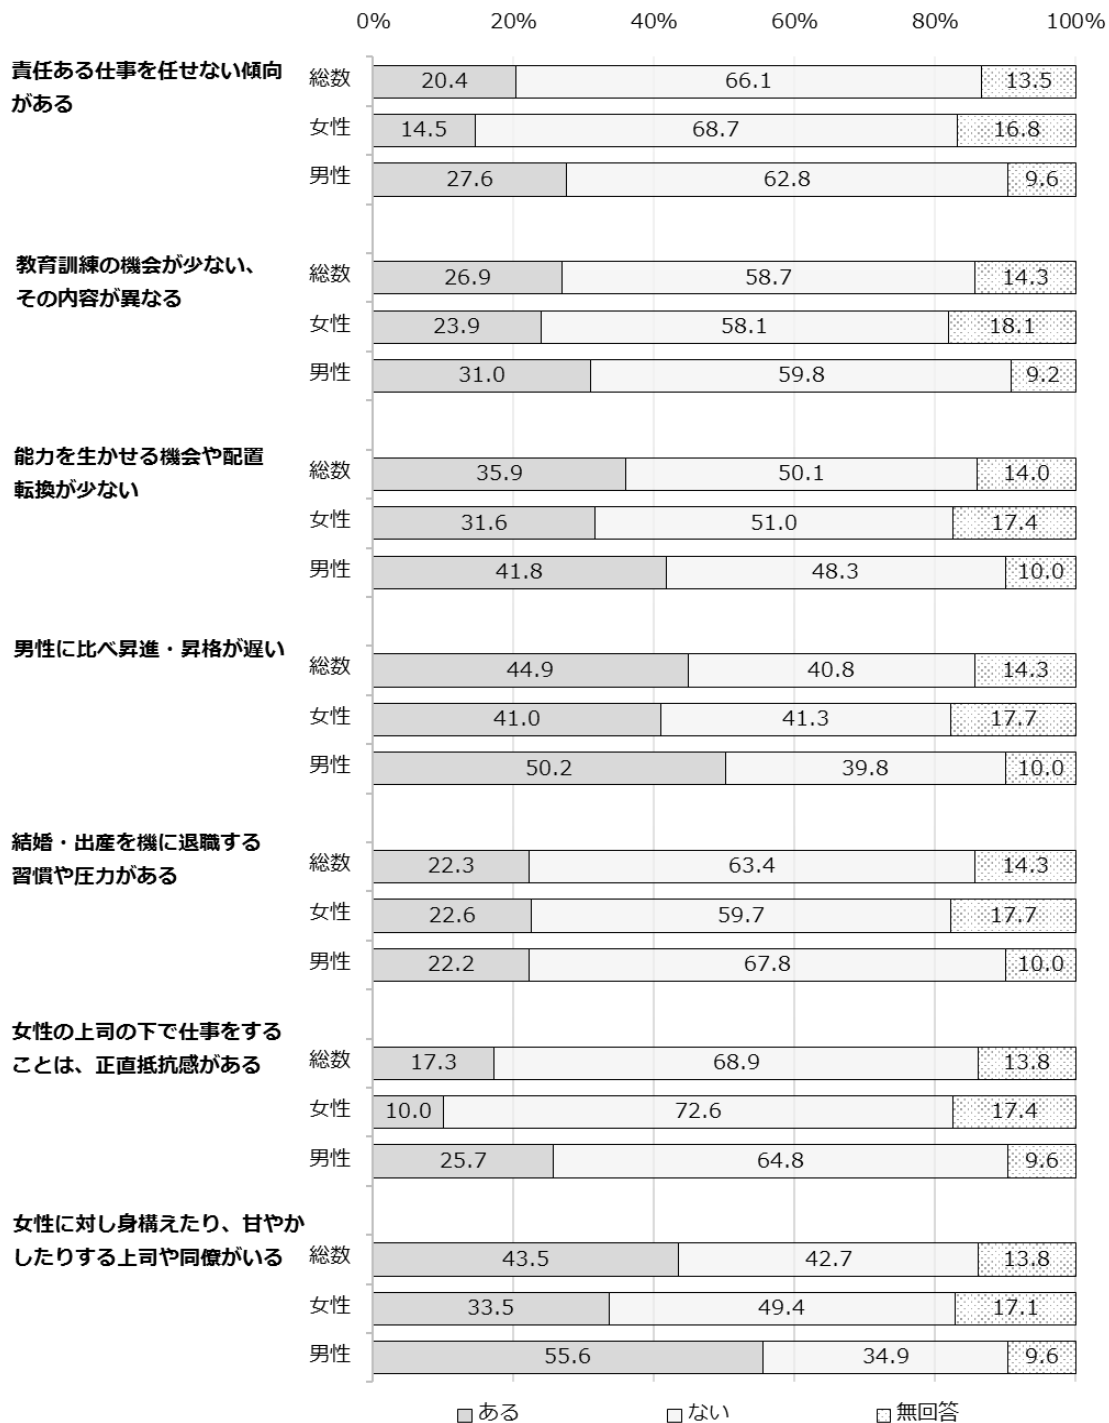 0% 20% 40% 60% 80% 100%
責任ある仕事を任せない傾向
がある
総数 20.4 66.1 13.5
女性 14.5 68.7 16.8
男性 27.6 62.8 9.6
教育訓練の機会が少ない、
その内容が異なる
総数 26.9 58.7 14.3
女性 23.9 58.1 18.1
男性 31.0 59.8 9.2
能力を生かせる機会や配置
転換が少ない
総数 35.9 50.1 14.0
女性 31.6 51.0 17.4
男性 41.8 48.3 10.0
男性に比べ昇進・昇格が遅い
総数 44.9 40.8 14.3
女性 41.0 41.3 17.7
男性 50.2 39.8 10.0
結婚・出産を機に退職する
習慣や圧力がある
総数 22.3 63.4 14.3
女性 22.6 59.7 17.7
男性 22.2 67.8 10.0
女性の上司の下で仕事をする
ことは、正直抵抗感がある
総数 17.3 68.9 13.8
女性 10.0 72.6 17.4
男性 25.7 64.8 9.6
女性に対し身構えたり、甘やか
したりする上司や同僚がいる
総数 43.5 42.7 13.8
女性 33.5 49.4 17.1
男性 55.6 34.9 9.6
ある ない 無回答